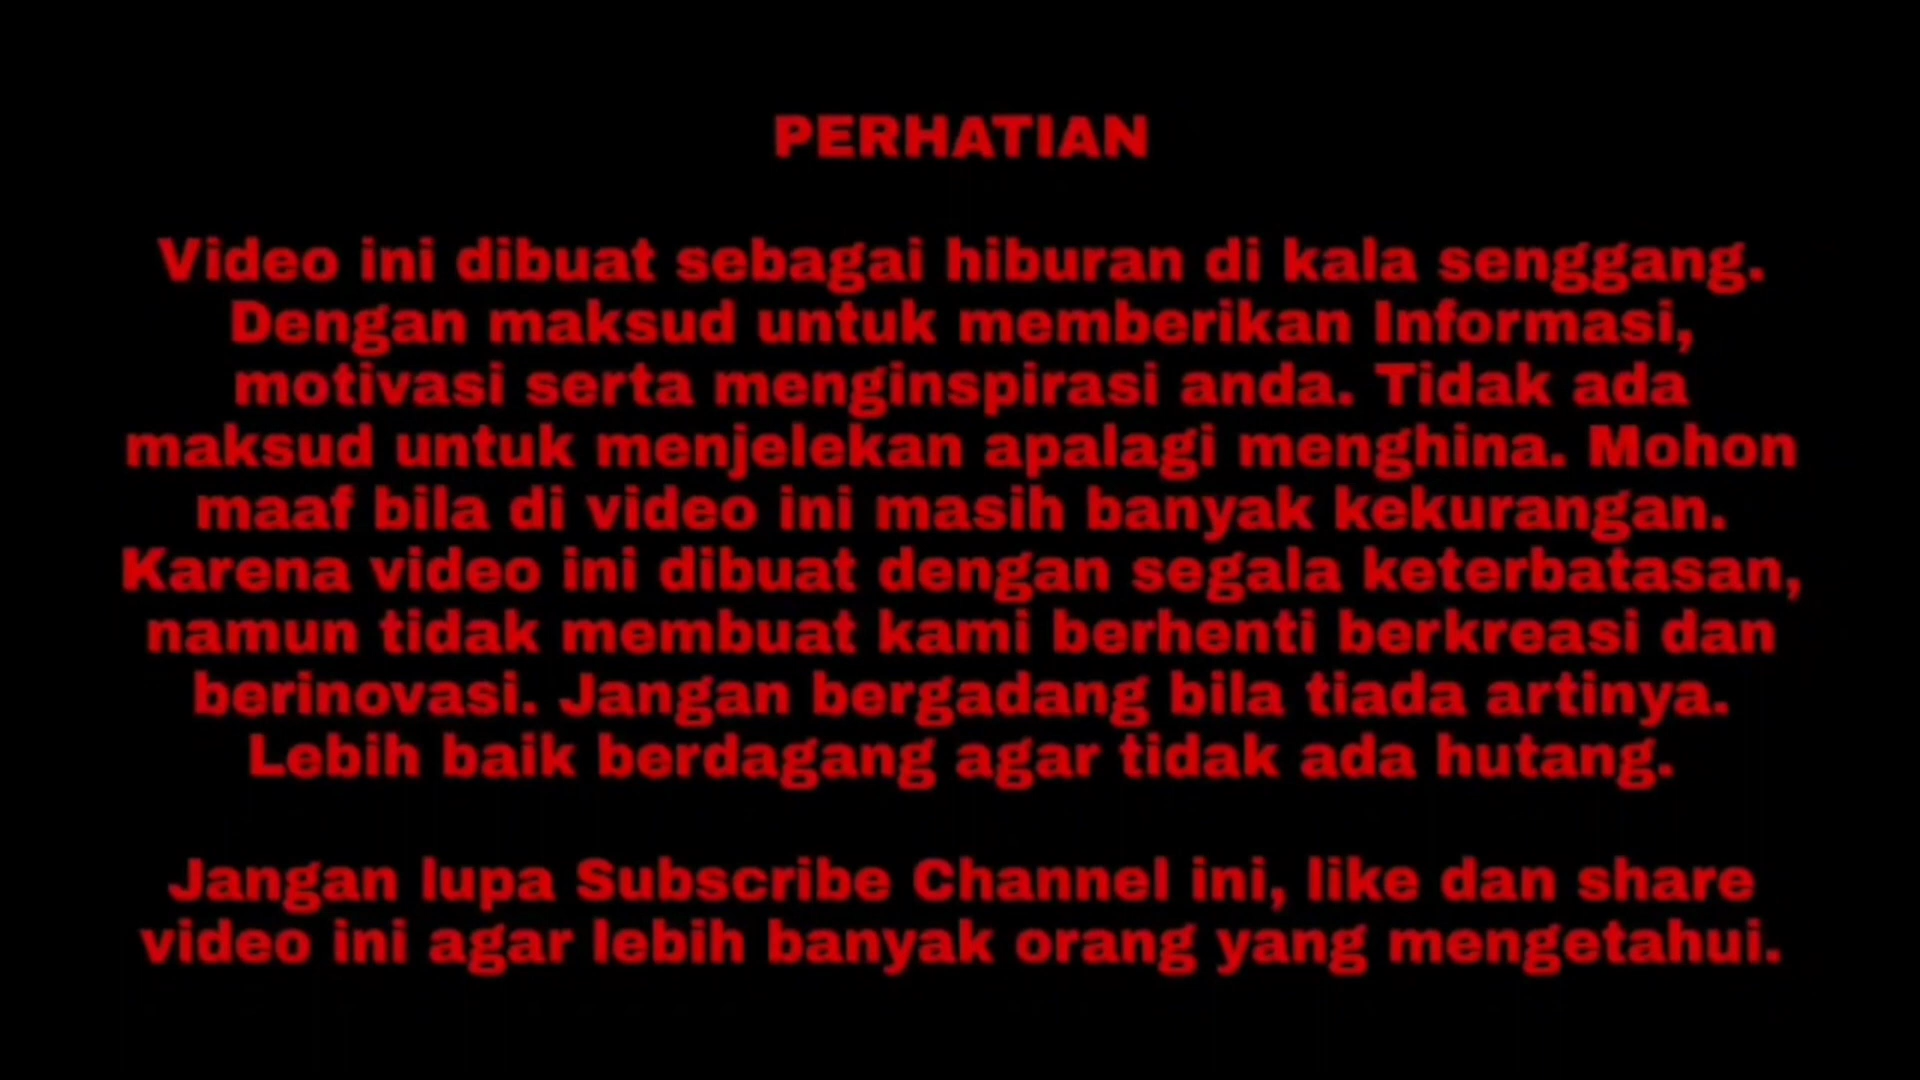 PERHATIAN
Video ini dibuat sebagai hiburan di kala senggang.
Dengan maksud untuk memberikan Informasi,
motivasi serta menginspirasi anda. Tidak ada
maksud untuk menjelekan apalagi menghina. Mohon
maaf bila di video ini masih banyak kekurangan.
Karena video ini dibuat dengan segala keterbatasan,
namun tidak membuat kami berhenti berkreasi dan
berinovasi. Jangan bergadang bila tiada artinya.
Lebih baik berdagang agar tidak ada hutang.
Jangan lupa Subscribe Channel ini, like dan share
video ini agar lebih banyak orang yang mengetahui.